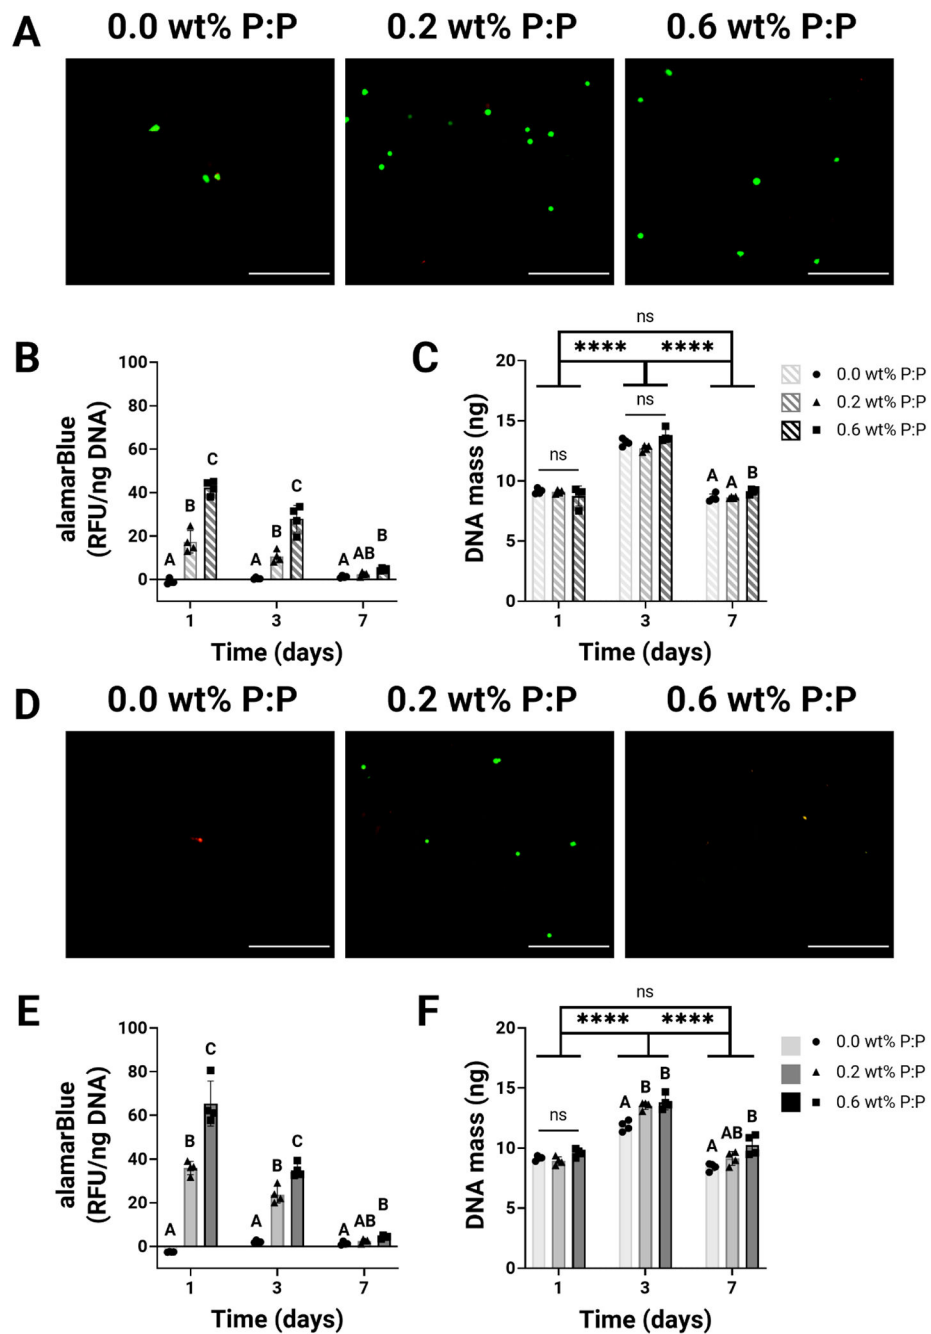 A
0.0 wt% P:P
0.2 wt% P:P
0.6 wt% P:P
B
alamarBlue
(RFU/ng DNA)
100
80
60
40
20
0
A
B
C
A
B
C
A
AB
B
1
3
7
Time (days)
C
DNA mass (ng)
20
15
10
5
0
ns
****
****
ns
ns
A
A
B
1
3
7
Time (days)
0.0 wt% P:P
0.2 wt% P:P
0.6 wt% P:P
D
0.0 wt% P:P
0.2 wt% P:P
0.6 wt% P:P
E
alamarBlue
(RFU/ng DNA)
100
80
60
40
20
0
A
B
C
A
B
C
A
AB
B
1
3
7
Time (days)
F
DNA mass (ng)
20
15
10
5
0
ns
****
****
ns
A
B
B
A
AB
B
1
3
7
Time (days)
0.0 wt% P:P
0.2 wt% P:P
0.6 wt% P:P